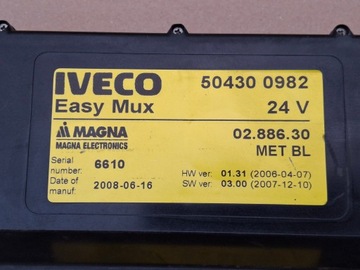 IVECO 50430 0982
Easy Mux 24 V
MAGNA 02.886.30
MAGNA ELECTRONICS MET BL
Serial
number: 6610 HW ver: 01.31 (2006-04-07)
Date of
manuf: 2008-06-16 SW ver: 03.00 (2007-12-10)